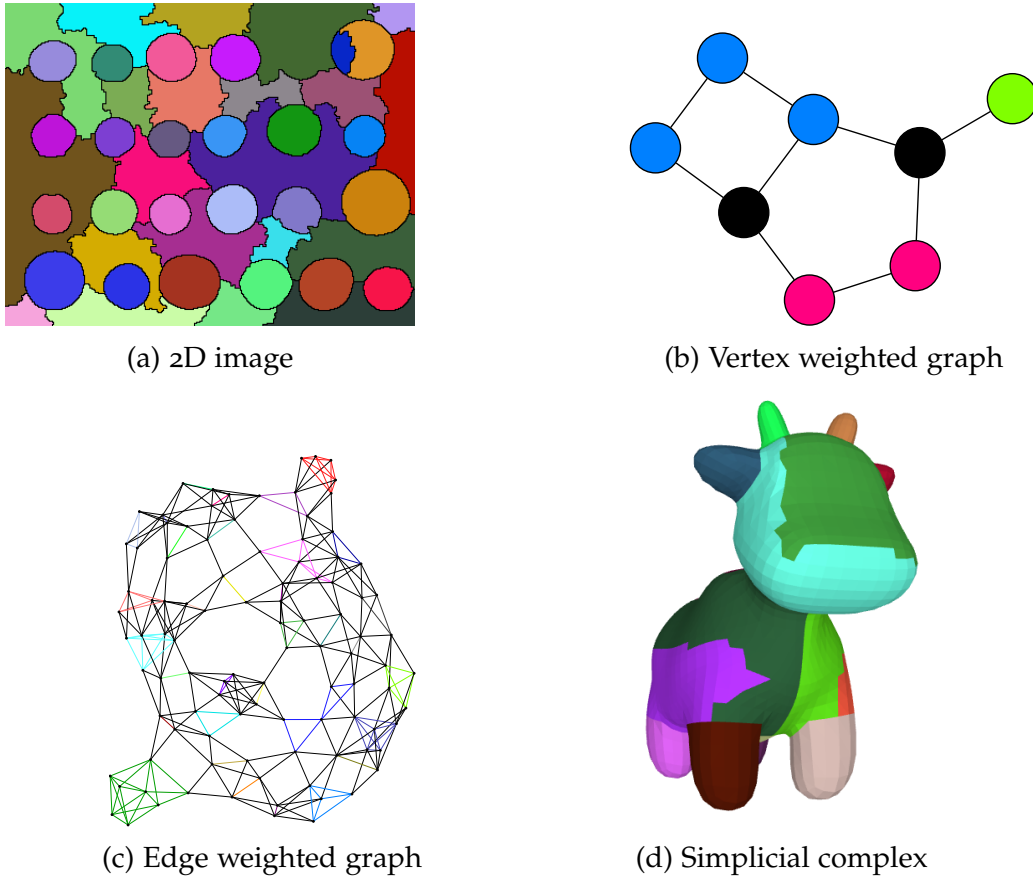 (a) 2D image
(b) Vertex weighted graph
(c) Edge weighted graph
(d) Simplicial complex